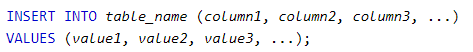 INSERT INTO table_name (column1, column2, column3, ...)
VALUES (value1, value2, value3, ...);